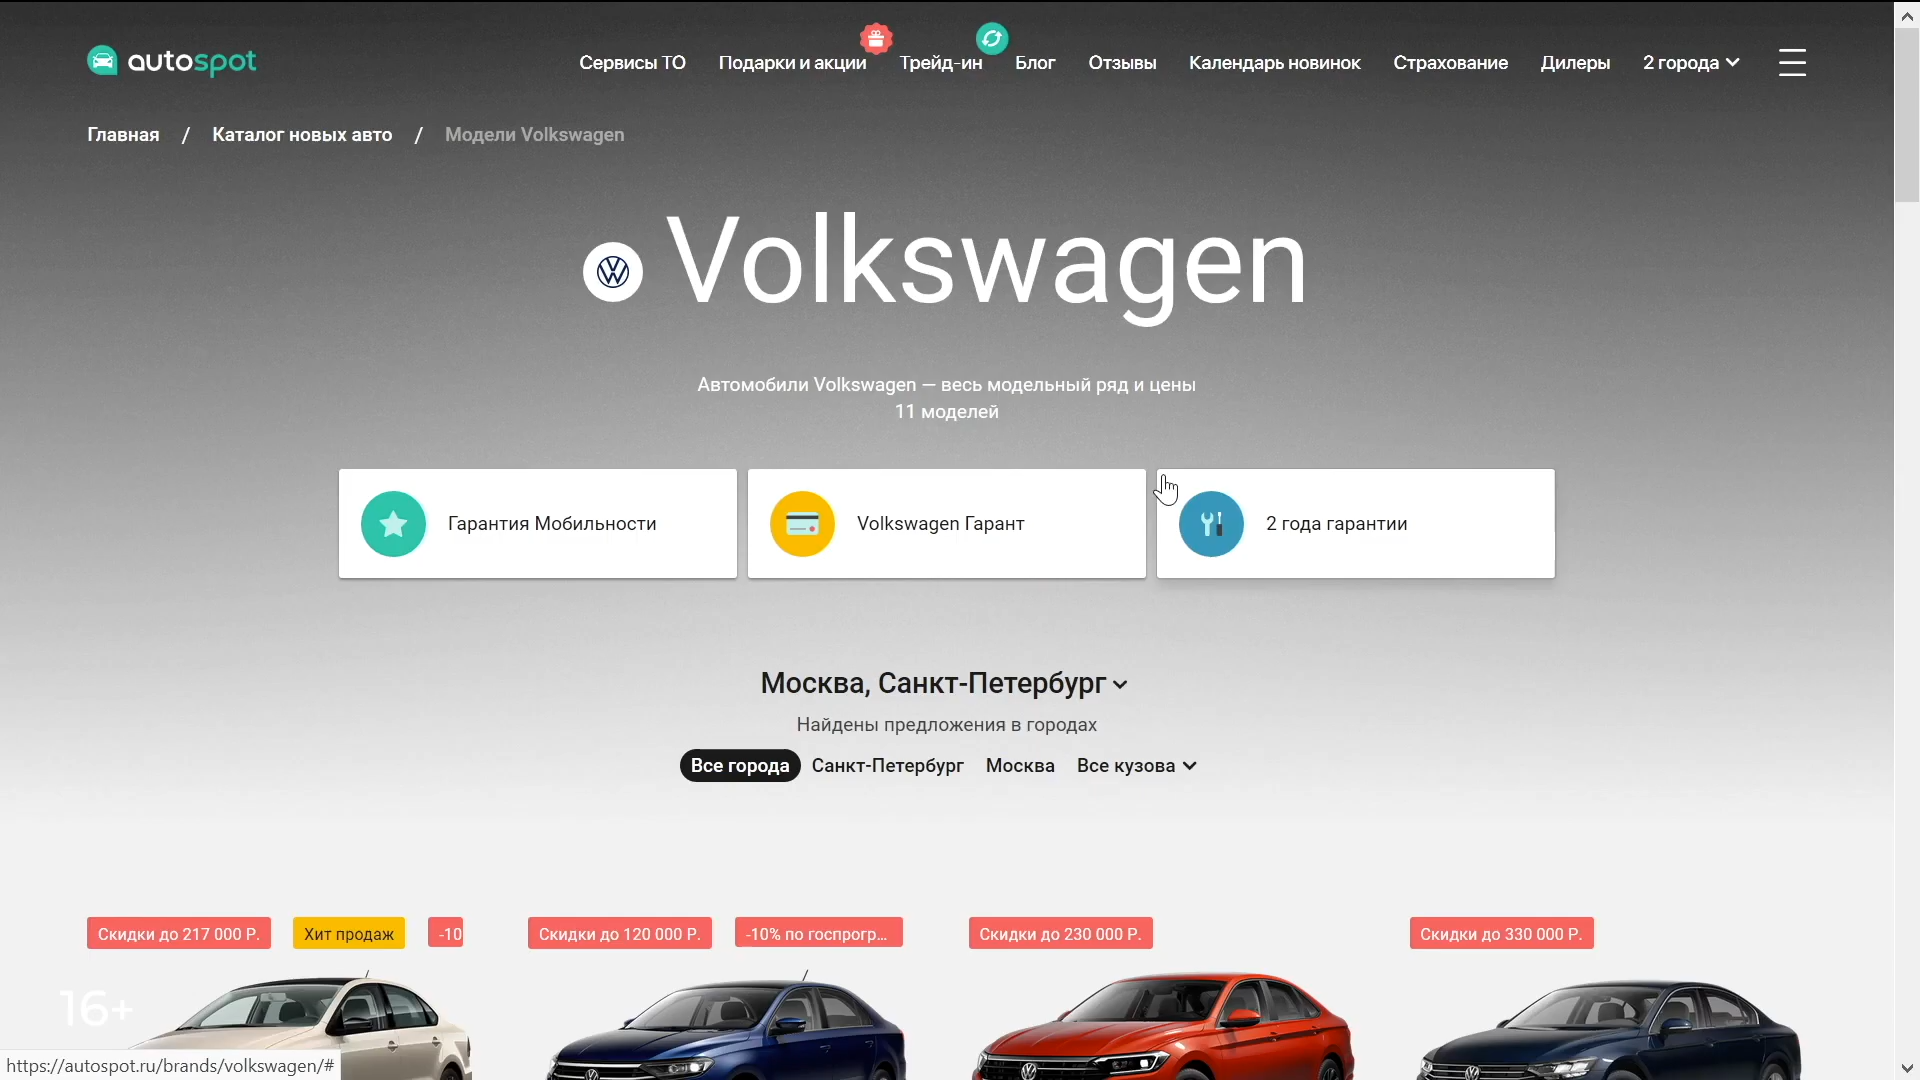 autospot
Сервисы ТО
Подарки и акции
Трейд-ин
Блог
Отзывы
Календарь новинок
Страхование
Дилеры
2 города
Главная / Каталог новых авто / Модели Volkswagen
Volkswagen
Автомобили Volkswagen — весь модельный ряд и цены
11 моделей
Гарантия Мобильности
Volkswagen Гарант
2 года гарантии
Москва, Санкт-Петербург
Найдены предложения в городах
Все города
Санкт-Петербург
Москва
Все кузова
Скидки до 217 000 Р.
Хит продаж
-10
Скидки до 120 000 Р.
-10% по госпрогр...
Скидки до 230 000 Р.
Скидки до 330 000 Р.
16+
https://autospot.ru/brands/volkswagen/#